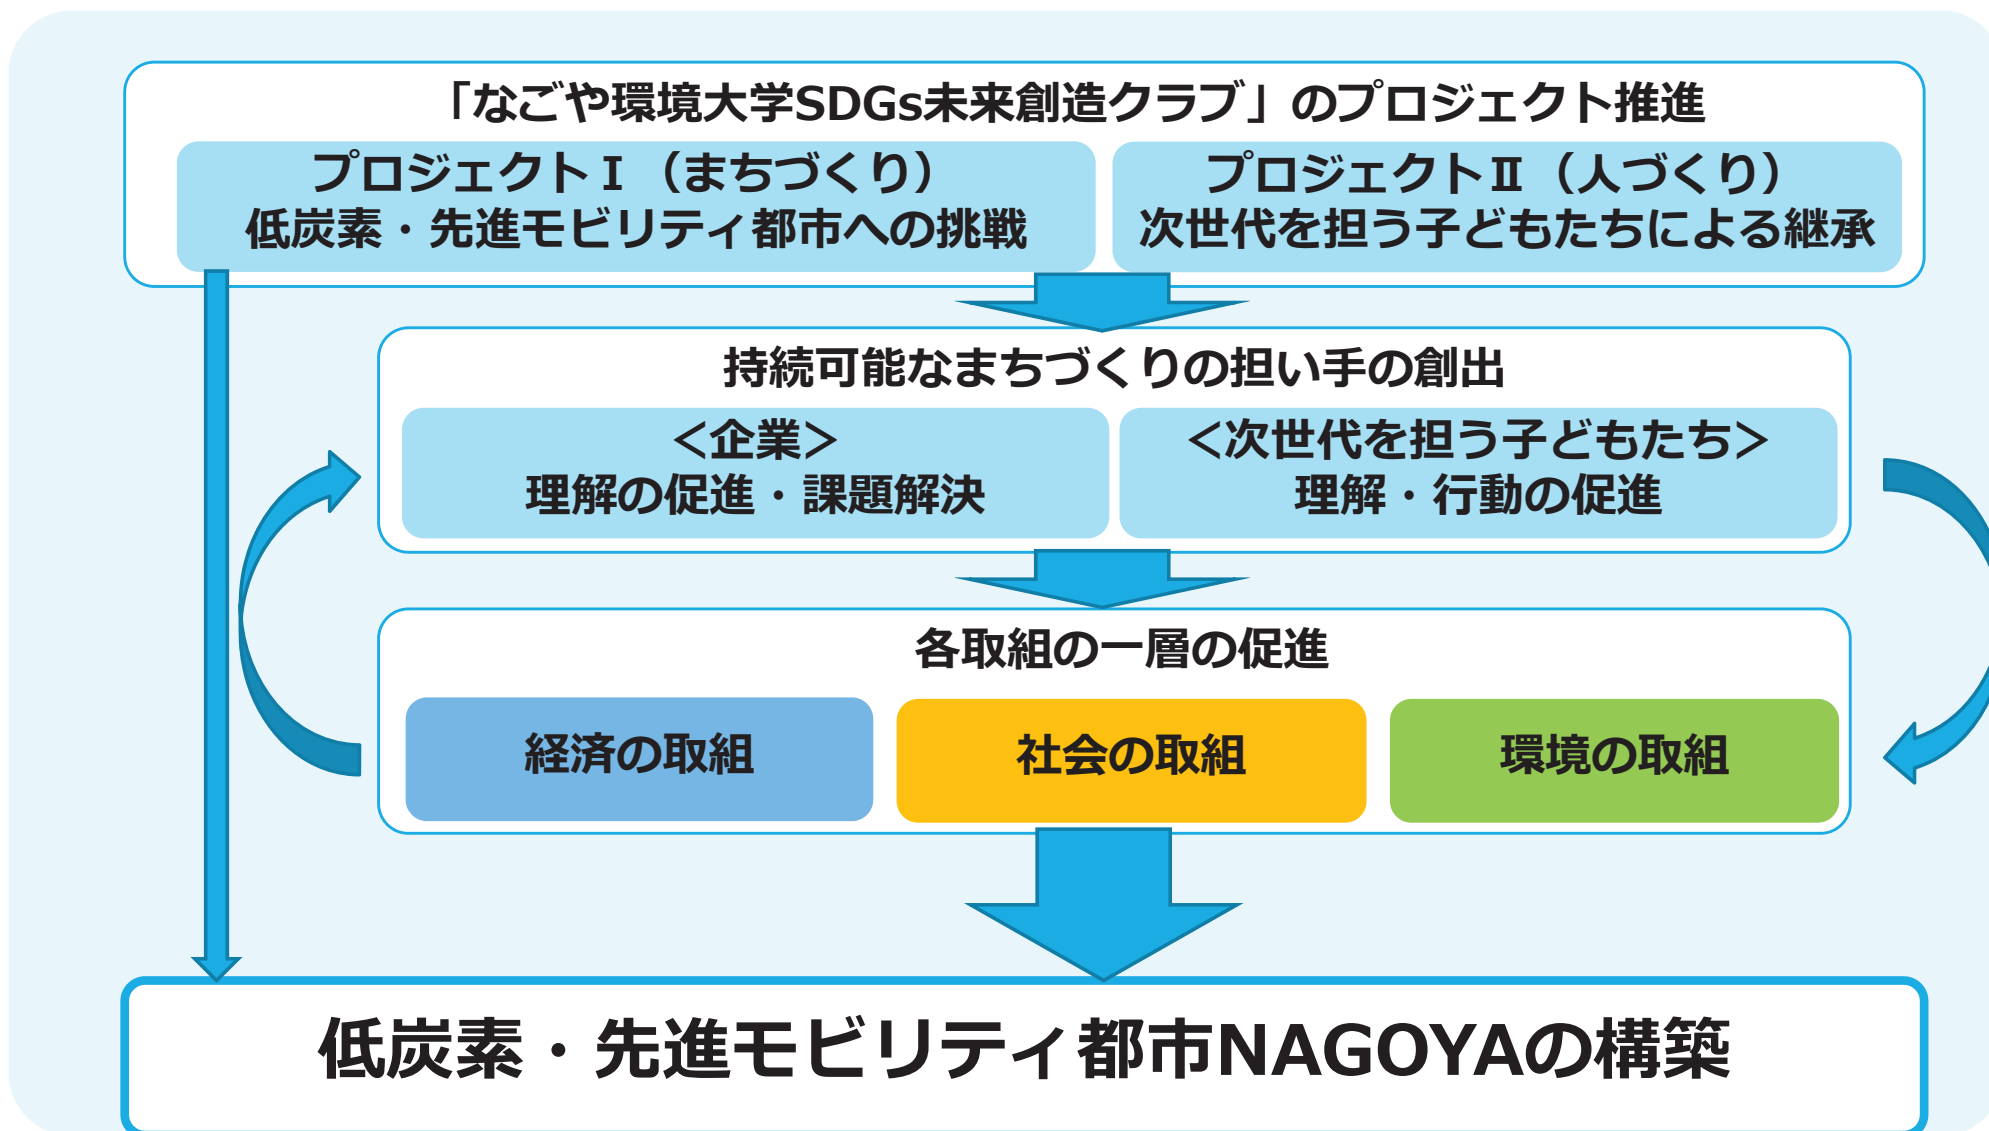 「なごや環境大学SDGs未来創造クラブ」のプロジェクト推進
プロジェクトⅠ（まちづくり）
低炭素・先進モビリティ都市への挑戦
プロジェクトⅡ（人づくり）
次世代を担う子どもたちによる継承
持続可能なまちづくりの担い手の創出
＜企業＞
理解の促進・課題解決
＜次世代を担う子どもたち＞
理解・行動の促進
各取組の一層の促進
経済の取組
社会の取組
環境の取組
低炭素・先進モビリティ都市NAGOYAの構築